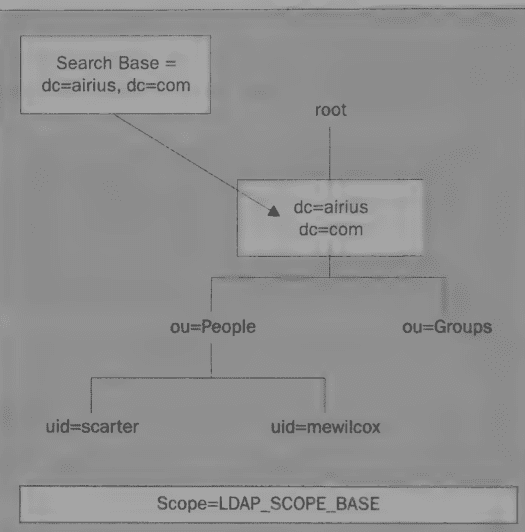 Search Base =
dc=airius, dc=com
root
dc=airius
dc=com
ou=People
ou=Groups
uid=scarter
uid=mewilcox
Scope=LDAP_SCOPE_BASE